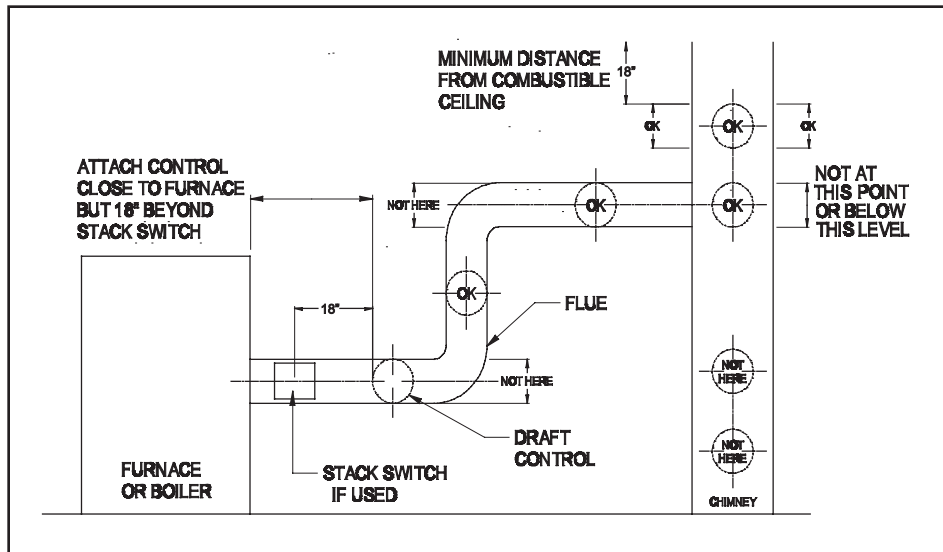 MINIMUM DISTANCE
FROM COMBUSTIBLE
CEILING
18"
OK
OK
OK
ATTACH CONTROL
CLOSE TO FURNACE
BUT 18" BEYOND
STACK SWITCH
NOT HERE
OK
OK
NOT AT
THIS POINT
OR BELOW
THIS LEVEL
OK
18"
FLUE
NOT HERE
NOT
HERE
DRAFT
CONTROL
NOT
HERE
FURNACE
OR BOILER
STACK SWITCH
IF USED
CHIMNEY